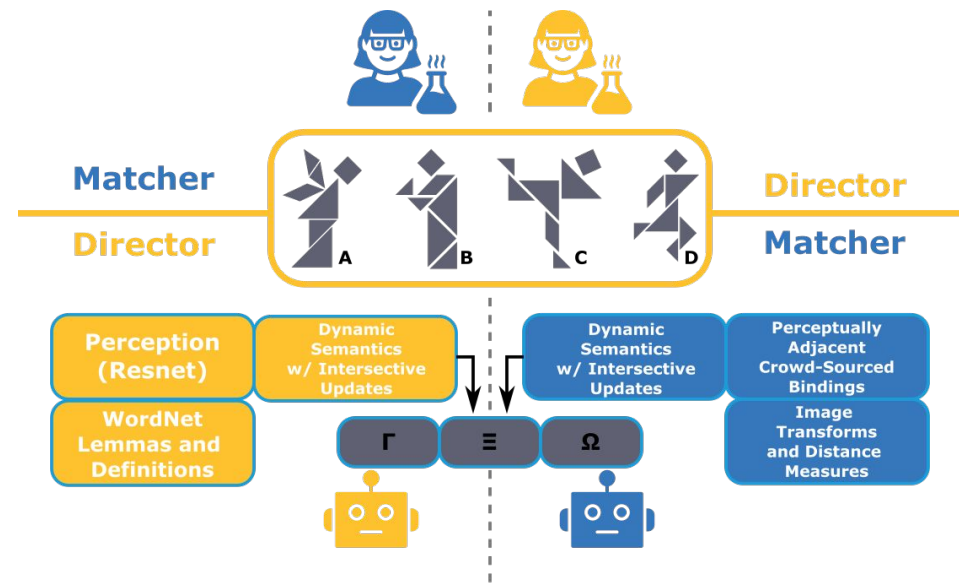 Matcher
Director
Director
Matcher
A
B
C
D
Perception
(Resnet)
Dynamic
Semantics
w/ Intersective
Updates
WordNet
Lemmas and
Definitions
Dynamic
Semantics
w/ Intersective
Updates
Perceptually
Adjacent
Crowd-Sourced
Bindings
Image
Transforms
and Distance
Measures
Γ
Ξ
Ω